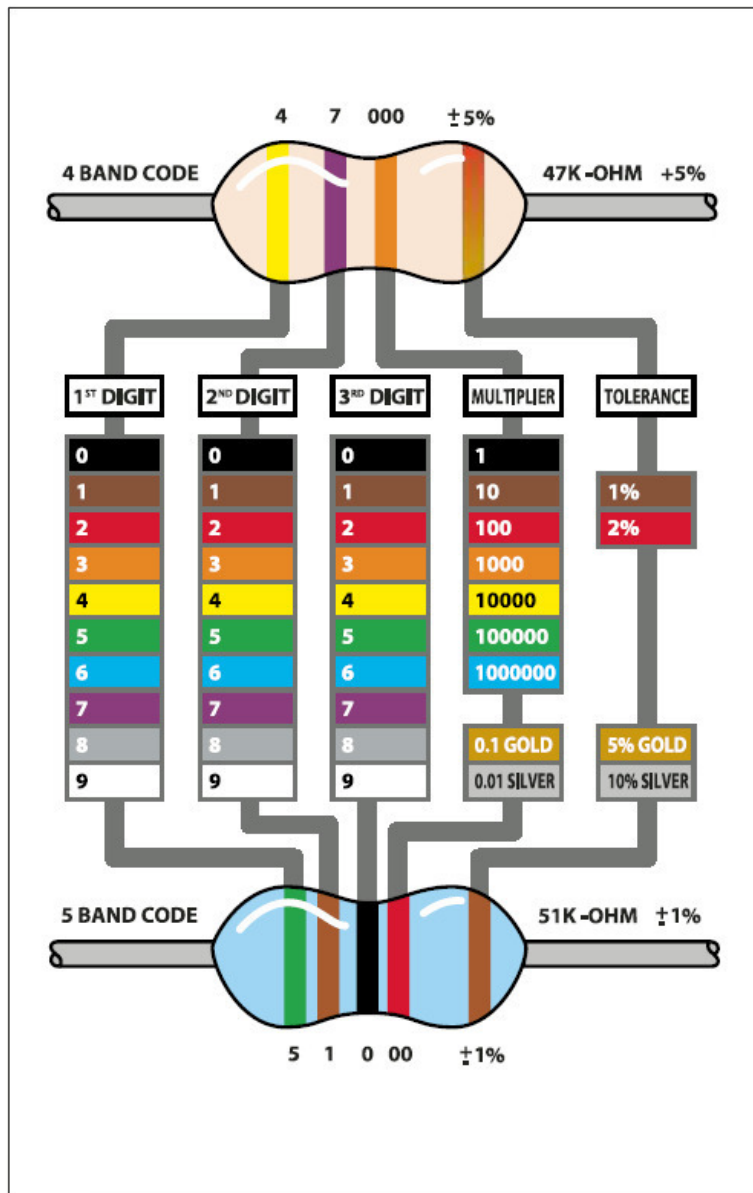 4 7 000 ±5%
4 BAND CODE 47K-OHM +5%
1ST DIGIT 2ND DIGIT 3RD DIGIT MULTIPLIER TOLERANCE
0 0 0 1
1 1 1 10 1%
2 2 2 100 2%
3 3 3 1000
4 4 4 10000
5 5 5 100000
6 6 6 1000000
7 7 7
8 8 8 0.1 GOLD 5% GOLD
9 9 9 0.01 SILVER 10% SILVER
5 BAND CODE 51K-OHM ±1%
5 1 0 00 ±1%